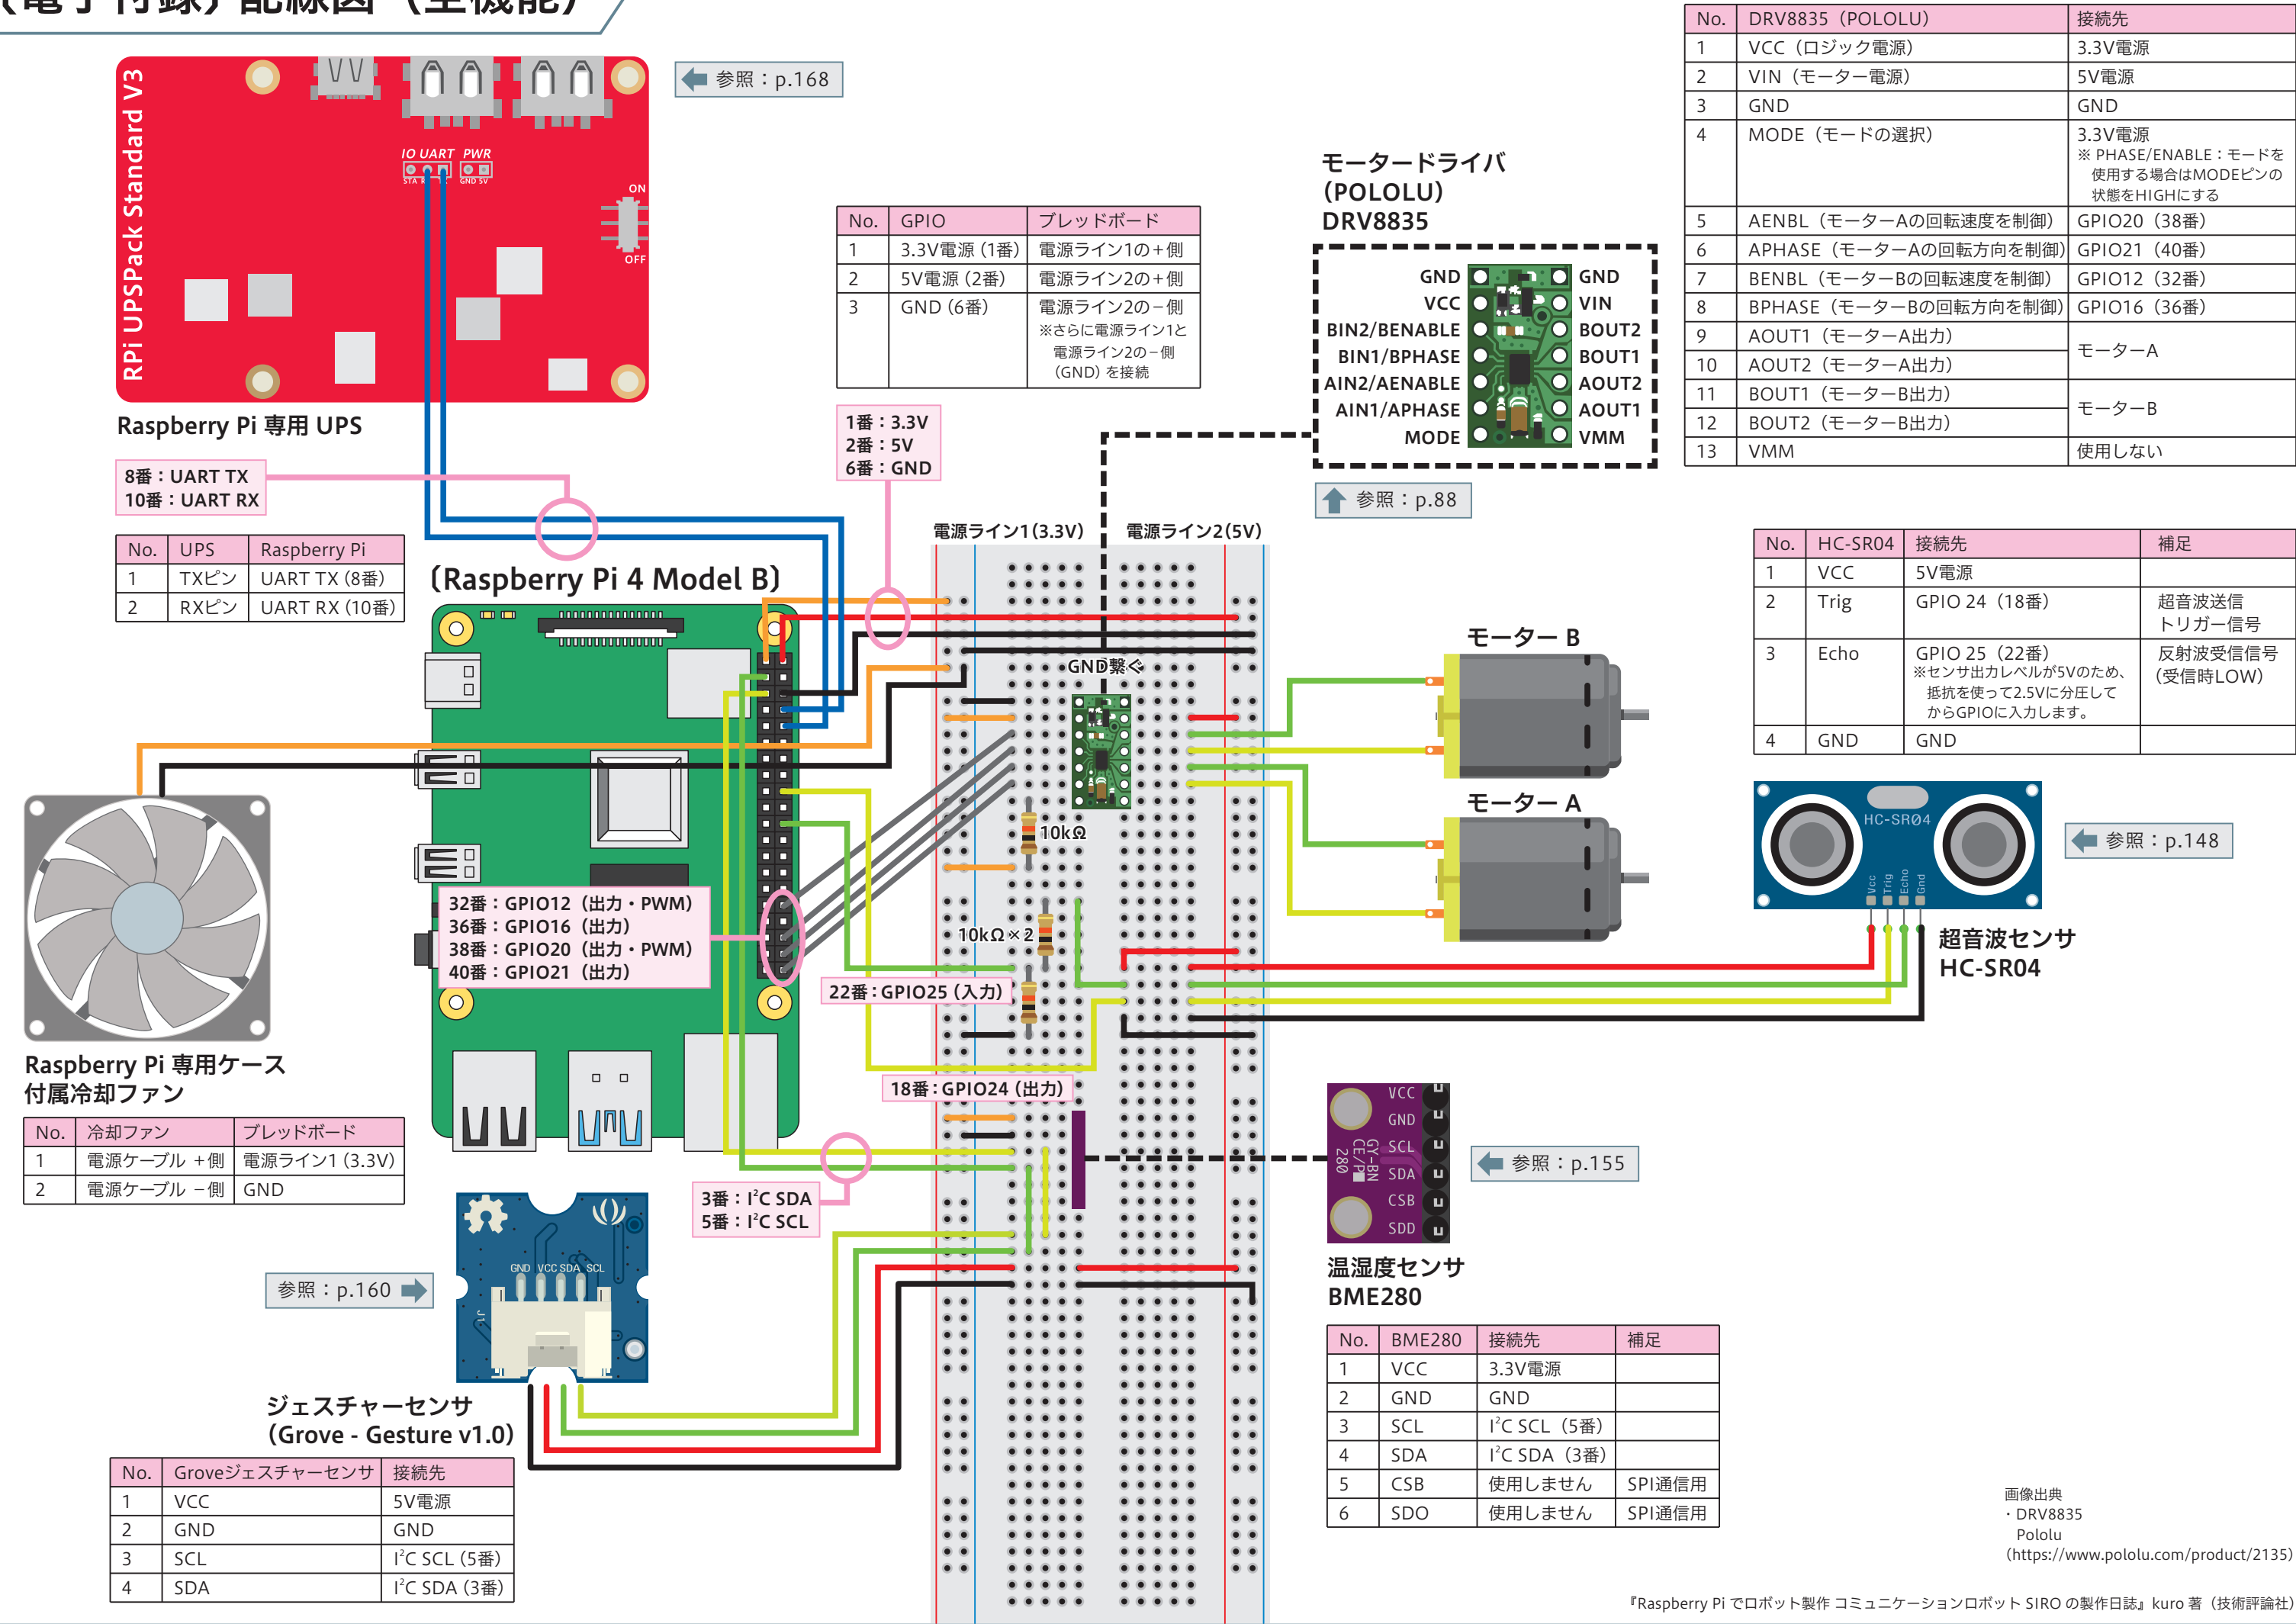 (電子付録) 配線図（全機能）
RPi UPSPack Standard V3
IO UART PWR
STA
GND 5V
ON
OFF
Raspberry Pi 専用 UPS
参照：p.168
8番：UART TX
10番：UART RX
No. UPS Raspberry Pi
1 TXピン UART TX (8番)
2 RXピン UART RX (10番)
No. GPIO ブレッドボード
1 3.3V電源 (1番) 電源ライン1の＋側
2 5V電源 (2番) 電源ライン2の＋側
3 GND (6番) 電源ライン2の－側
※さらに電源ライン1と
電源ライン2の－側
(GND) を接続
1番：3.3V
2番：5V
6番：GND
モータードライバ
(POLOLU)
DRV8835
GND GND
VCC VIN
BIN2/BENABLE BOUT2
BIN1/BPHASE BOUT1
AIN2/AENABLE AOUT2
AIN1/APHASE AOUT1
MODE VMM
参照：p.88
No. DRV8835（POLOLU） 接続先
1 VCC（ロジック電源） 3.3V電源
2 VIN（モーター電源） 5V電源
3 GND GND
4 MODE（モードの選択） 3.3V電源
※ PHASE/ENABLE：モードを
使用する場合はMODEピンの
状態をHIGHにする
5 AENBL（モーターAの回転速度を制御） GPIO20（38番）
6 APHASE（モーターAの回転方向を制御） GPIO21（40番）
7 BENBL（モーターBの回転速度を制御） GPIO12（32番）
8 BPHASE（モーターBの回転方向を制御） GPIO16（36番）
9 AOUT1（モーターA出力） モーターA
10 AOUT2（モーターA出力）
11 BOUT1（モーターB出力） モーターB
12 BOUT2（モーターB出力）
13 VMM 使用しない
電源ライン1(3.3V) 電源ライン2(5V)
〔Raspberry Pi 4 Model B〕
GND繋ぐ
モーター B
モーター A
10kΩ
10kΩ×2
32番：GPIO12（出力・PWM）
36番：GPIO16（出力）
38番：GPIO20（出力・PWM）
40番：GPIO21（出力）
22番：GPIO25 (入力)
18番：GPIO24 (出力)
3番：I²C SDA
5番：I²C SCL
No. HC-SR04 接続先 補足
1 VCC 5V電源
2 Trig GPIO 24（18番） 超音波送信
トリガー信号
3 Echo GPIO 25（22番） 反射波受信信号
※センサ出力レベルが5Vのため、 (受信時LOW)
抵抗を使って2.5Vに分圧して
からGPIOに入力します。
4 GND GND
HC-SR04
Vcc Trig Echo Gnd
参照：p.148
超音波センサ
HC-SR04
Raspberry Pi 専用ケース
付属冷却ファン
No. 冷却ファン ブレッドボード
1 電源ケーブル ＋側 電源ライン1 (3.3V)
2 電源ケーブル －側 GND
参照：p.160
GND VCC SDA SCL
J1
ジェスチャーセンサ
（Grove - Gesture v1.0）
No. Groveジェスチャーセンサ 接続先
1 VCC 5V電源
2 GND GND
3 SCL I²C SCL (5番)
4 SDA I²C SDA (3番)
VCC
GND
SCL
SDA
CSB
SDD
GY-BN
CE/P
280
参照：p.155
温湿度センサ
BME280
No. BME280 接続先 補足
1 VCC 3.3V電源
2 GND GND
3 SCL I²C SCL（5番）
4 SDA I²C SDA（3番）
5 CSB 使用しません SPI通信用
6 SDO 使用しません SPI通信用
画像出典
・DRV8835
Pololu
（https://www.pololu.com/product/2135）
『Raspberry Pi でロボット製作 コミュニケーションロボット SIRO の製作日誌』kuro 著（技術評論社）